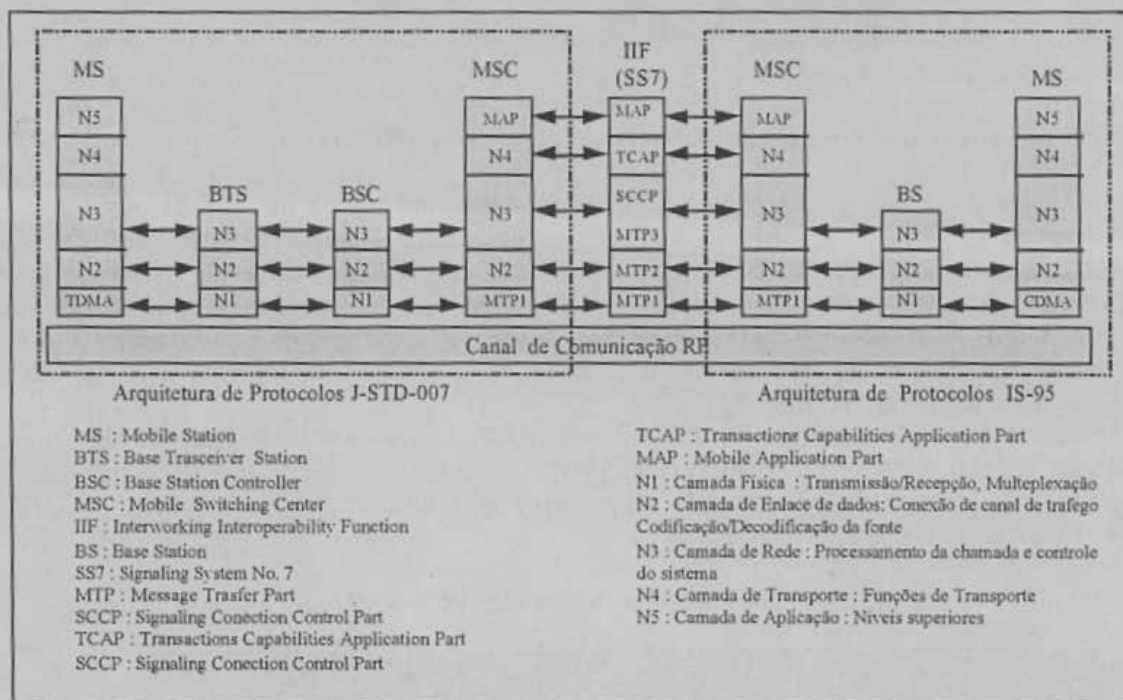 IIF
MS MSC (SS7) MSC MS
N5 MAP MAP MAP N5
N4 N4 TCAP N4 N4
BTS BSC SCCP BS
N3 N3 N3 N3 MTP3 N3 N3 N3
N2 N2 N2 N2 MTP2 N2 N2 N2
TDMA N1 N1 MTP1 MTP1 MTP1 N1 CDMA
Canal de Comunicação RF
Arquitetura de Protocolos J-STD-007
Arquitetura de Protocolos IS-95
MS : Mobile Station
BTS : Base Trasceiver Station
BSC : Base Station Controller
MSC : Mobile Switching Center
IIF : Interworking Interoperability Function
BS : Base Station
SS7 : Signaling System No. 7
MTP : Message Trasfer Part
SCCP : Signaling Conection Control Part
TCAP : Transactions Capabilities Application Part
SCCP : Signaling Conection Control Part
TCAP : Transactions Capabilities Application Part
MAP : Mobile Application Part
N1 : Camada Física : Transmissão/Recepção, Multeplexação
N2 : Camada de Enlace de dados: Conexão de canal de trafego
Codificação/Decodificação da fonte
N3 : Camada de Rede : Processamento da chamada e controle
do sistema
N4 : Camada de Transporte : Funções de Transporte
N5 : Camada de Aplicação : Niveis superiores